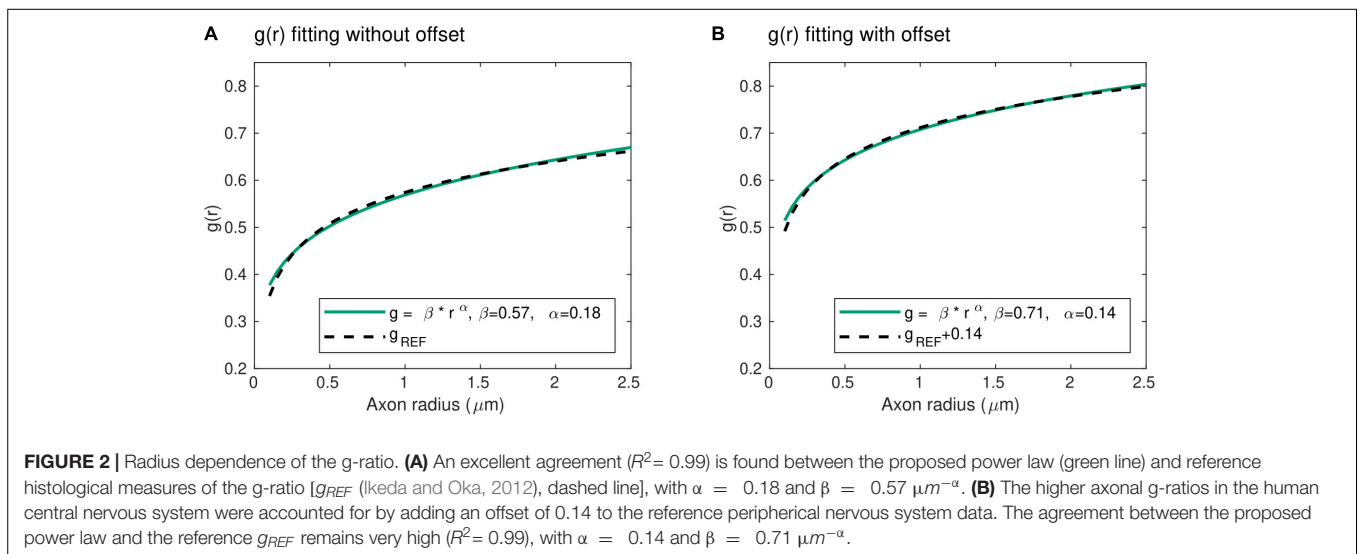 A g(r) fitting without offset
B g(r) fitting with offset
0.8
0.7
0.6
0.5
0.4
0.3
0.2
g(r)
0 0.5 1 1.5 2 2.5
Axon radius (μm)
g = β * r^α, β=0.57, α=0.18
g_REF
0.8
0.7
0.6
0.5
0.4
0.3
0.2
g(r)
0 0.5 1 1.5 2 2.5
Axon radius (μm)
g = β * r^α, β=0.71, α=0.14
g_REF+0.14
FIGURE 2 | Radius dependence of the g-ratio. (A) An excellent agreement (R²= 0.99) is found between the proposed power law (green line) and reference
histological measures of the g-ratio [gREF (Ikeda and Oka, 2012), dashed line], with α = 0.18 and β = 0.57 μm^−α. (B) The higher axonal g-ratios in the human
central nervous system were accounted for by adding an offset of 0.14 to the reference peripherical nervous system data. The agreement between the proposed
power law and the reference gREF remains very high (R²= 0.99), with α = 0.14 and β = 0.71 μm^−α.